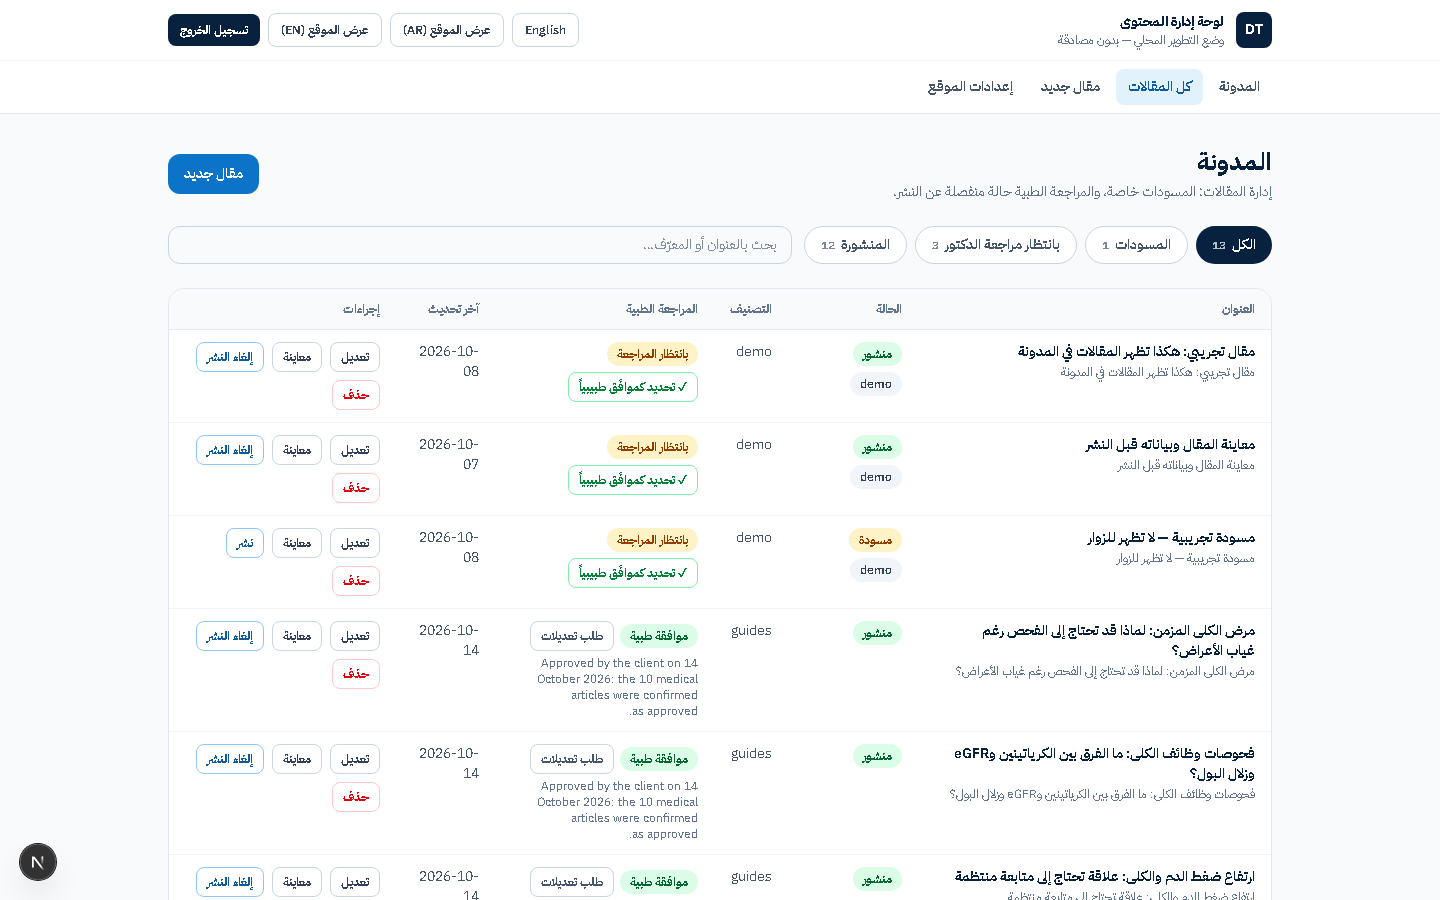 DT
لوحة إدارة المحتوى
وضع التطوير المحلي — بدون مصادقة
English
عرض الموقع (AR)
عرض الموقع (EN)
تسجيل الخروج
المدونة
كل المقالات
مقال جديد
إعدادات الموقع
المدونة
إدارة المقالات: المسودات خاصة، والمراجعة الطبية حالة منفصلة عن النشر.
مقال جديد
الكل 13
المسودات 1
بانتظار مراجعة الدكتور 3
المنشورة 12
بحث بالعنوان أو المعرّف...
العنوان
الحالة
التصنيف
المراجعة الطبية
آخر تحديث
إجراءات
مقال تجريبي: هكذا تظهر المقالات في المدونة
مقال تجريبي: هكذا تظهر المقالات في المدونة
منشور
demo
demo
بانتظار المراجعة
✓ تحديد كموافَق طبيبياً
2026-10-
08
تعديل
معاينة
إلغاء النشر
حذف
معاينة المقال وبياناته قبل النشر
معاينة المقال وبياناته قبل النشر
منشور
demo
demo
بانتظار المراجعة
✓ تحديد كموافَق طبيبياً
2026-10-
07
تعديل
معاينة
إلغاء النشر
حذف
مسودة تجريبية — لا تظهر للزوار
مسودة تجريبية — لا تظهر للزوار
مسودة
demo
demo
بانتظار المراجعة
✓ تحديد كموافَق طبيبياً
2026-10-
08
تعديل
معاينة
نشر
حذف
مرض الكلى المزمن: لماذا قد تحتاج إلى الفحص رغم
غياب الأعراض؟
مرض الكلى المزمن: لماذا قد تحتاج إلى الفحص رغم غياب الأعراض؟
منشور
guides
موافقة طبية
طلب تعديلات
Approved by the client on 14
October 2026: the 10 medical
articles were confirmed
as approved.
2026-10-
14
تعديل
معاينة
إلغاء النشر
حذف
فحوصات وظائف الكلى: ما الفرق بين الكرياتينين وeGFR
وزلال البول؟
فحوصات وظائف الكلى: ما الفرق بين الكرياتينين وeGFR وزلال البول؟
منشور
guides
موافقة طبية
طلب تعديلات
Approved by the client on 14
October 2026: the 10 medical
articles were confirmed
as approved.
2026-10-
14
تعديل
معاينة
إلغاء النشر
حذف
ارتفاع ضغط الدم والكلى: علاقة تحتاج إلى متابعة منتظمة
ارتفاع ضغط الدم والكلى: علاقة تحتاج إلى متابعة منتظمة
منشور
guides
موافقة طبية
طلب تعديلات
2026-10-
14
تعديل
معاينة
إلغاء النشر
N